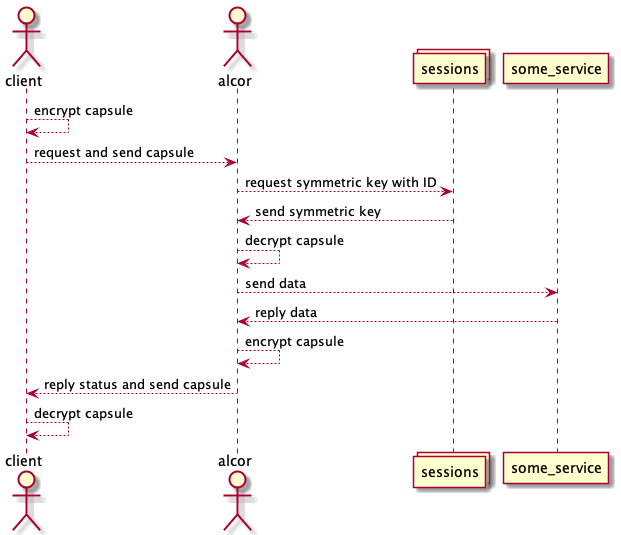 client
alcor
sessions
some_service
encrypt capsule
request and send capsule
request symmetric key with ID
send symmetric key
decrypt capsule
send data
reply data
encrypt capsule
reply status and send capsule
decrypt capsule
client
alcor
sessions
some_service